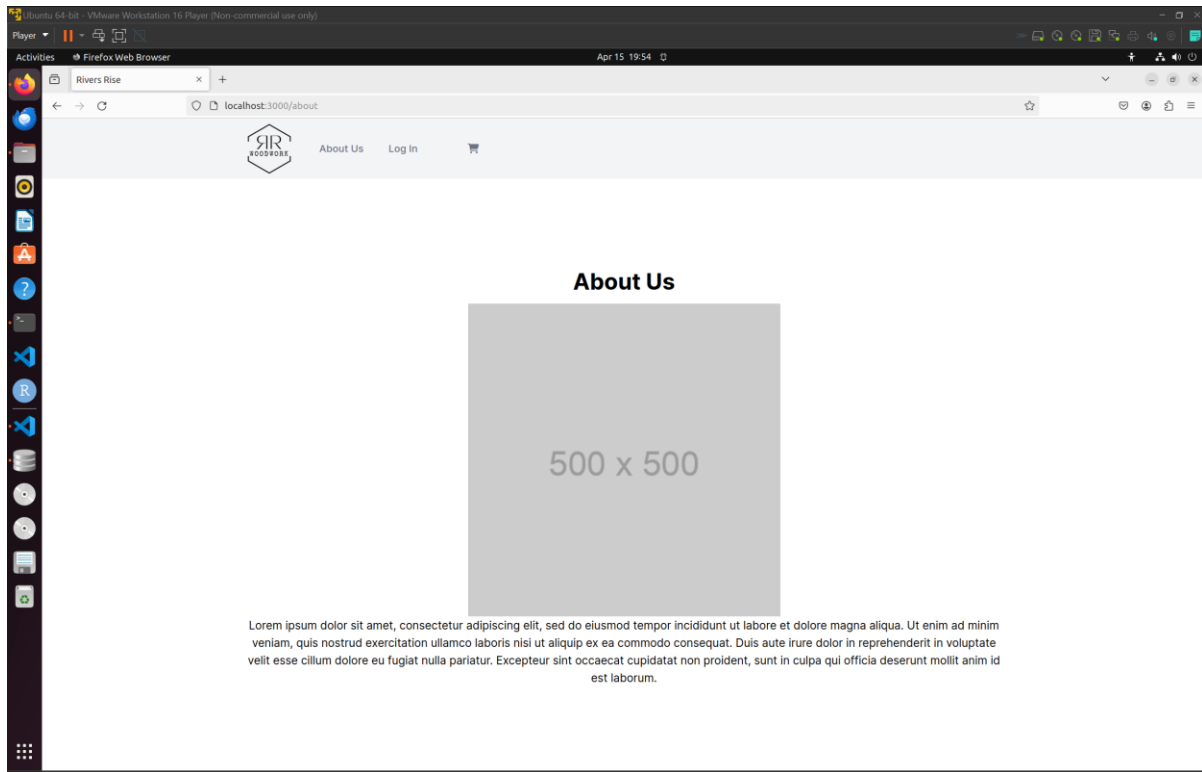 Ubuntu 64-bit - VMware Workstation 16 Player (Non-commercial use only)
Player
Activities Firefox Web Browser Apr 15 19:54
Rivers Rise
localhost:3000/about
RR
WOODWORK
About Us Log In
About Us
500 x 500
Lorem ipsum dolor sit amet, consectetur adipiscing elit, sed do eiusmod tempor incididunt ut labore et dolore magna aliqua. Ut enim ad minim
veniam, quis nostrud exercitation ullamco laboris nisi ut aliquip ex ea commodo consequat. Duis aute irure dolor in reprehenderit in voluptate
velit esse cillum dolore eu fugiat nulla pariatur. Excepteur sint occaecat cupidatat non proident, sunt in culpa qui officia deserunt mollit anim id
est laborum.